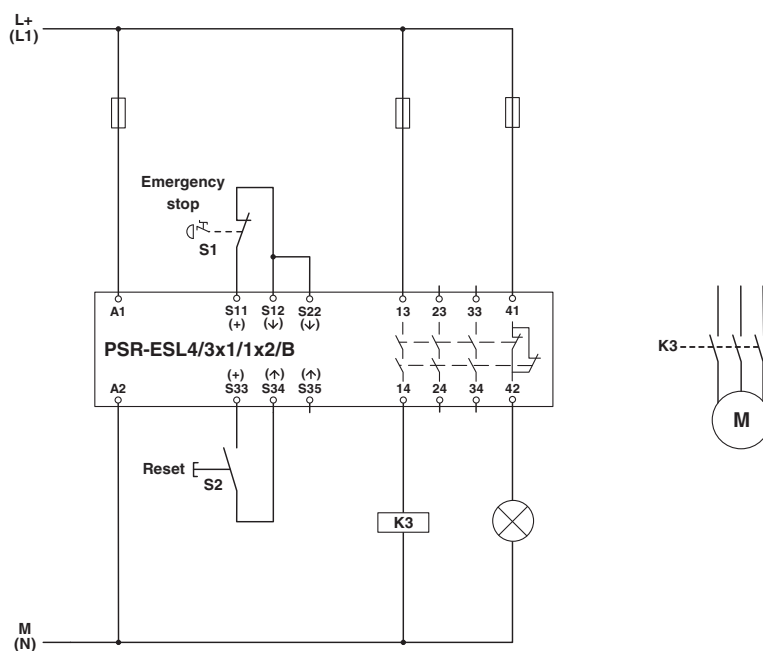 L+
(L1)
Emergency
stop
S1
A1 S11 S12 S22 13 23 33 41
(+) (↓) (↓)
PSR-ESL4/3x1/1x2/B
K3
(+) (↑) (↑)
A2 S33 S34 S35 14 24 34 42
M
Reset
S2
K3
M
(N)